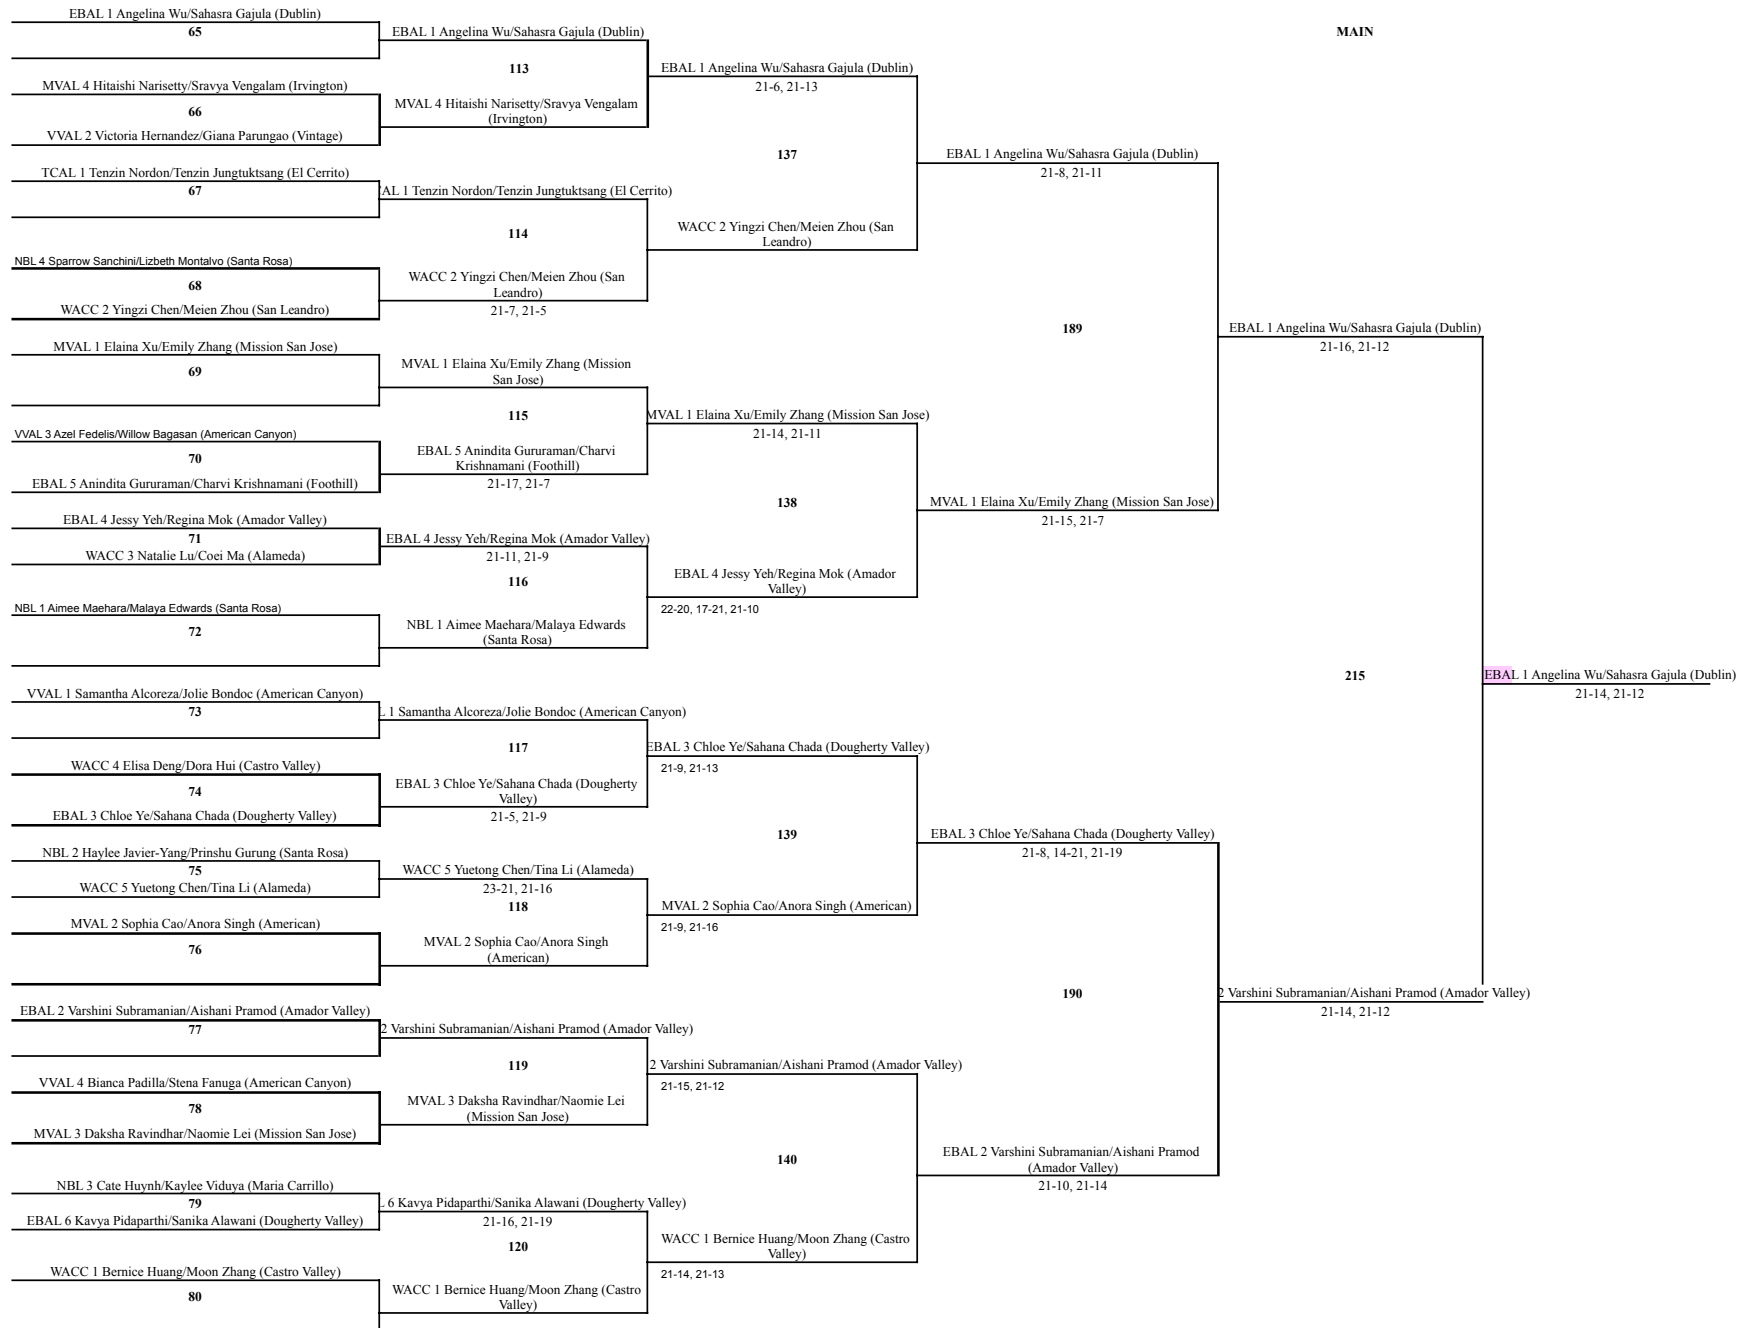 EBAL 1 Angelina Wu/Sahasra Gajula (Dublin)
65
MVAL 4 Hitaishi Narisetty/Sravya Vengalam (Irvington)
66
VVAL 2 Victoria Hernandez/Giana Parungao (Vintage)
TCAL 1 Tenzin Nordon/Tenzin Jungtuktsang (El Cerrito)
67
NBL 4 Sparrow Sanchini/Lizbeth Montalvo (Santa Rosa)
68
WACC 2 Yingzi Chen/Meien Zhou (San Leandro)
MVAL 1 Elaina Xu/Emily Zhang (Mission San Jose)
69
VVAL 3 Azel Fedelis/Willow Bagasan (American Canyon)
70
EBAL 5 Anindita Gururaman/Charvi Krishnamani (Foothill)
EBAL 4 Jessy Yeh/Regina Mok (Amador Valley)
71
WACC 3 Natalie Lu/Coei Ma (Alameda)
NBL 1 Aimee Maehara/Malaya Edwards (Santa Rosa)
72
VVAL 1 Samantha Alcoreza/Jolie Bondoc (American Canyon)
73
WACC 4 Elisa Deng/Dora Hui (Castro Valley)
74
EBAL 3 Chloe Ye/Sahana Chada (Dougherty Valley)
NBL 2 Haylee Javier-Yang/Prinshu Gurung (Santa Rosa)
75
WACC 5 Yuetong Chen/Tina Li (Alameda)
MVAL 2 Sophia Cao/Anora Singh (American)
76
EBAL 2 Varshini Subramanian/Aishani Pramod (Amador Valley)
77
VVAL 4 Bianca Padilla/Stena Fanuga (American Canyon)
78
MVAL 3 Daksha Ravindhar/Naomie Lei (Mission San Jose)
NBL 3 Cate Huynh/Kaylee Viduya (Maria Carrillo)
79
EBAL 6 Kavya Pidaparthi/Sanika Alawani (Dougherty Valley)
WACC 1 Bernice Huang/Moon Zhang (Castro Valley)
80
EBAL 1 Angelina Wu/Sahasra Gajula (Dublin)
113
MVAL 4 Hitaishi Narisetty/Sravya Vengalam
(Irvington)
AL 1 Tenzin Nordon/Tenzin Jungtuktsang (El Cerrito)
114
WACC 2 Yingzi Chen/Meien Zhou (San
Leandro)
21-7, 21-5
MVAL 1 Elaina Xu/Emily Zhang (Mission
San Jose)
115
EBAL 5 Anindita Gururaman/Charvi
Krishnamani (Foothill)
21-17, 21-7
EBAL 4 Jessy Yeh/Regina Mok (Amador Valley)
21-11, 21-9
116
NBL 1 Aimee Maehara/Malaya Edwards
(Santa Rosa)
L 1 Samantha Alcoreza/Jolie Bondoc (American Canyon)
117
EBAL 3 Chloe Ye/Sahana Chada (Dougherty
Valley)
21-5, 21-9
WACC 5 Yuetong Chen/Tina Li (Alameda)
23-21, 21-16
118
MVAL 2 Sophia Cao/Anora Singh
(American)
2 Varshini Subramanian/Aishani Pramod (Amador Valley)
119
MVAL 3 Daksha Ravindhar/Naomie Lei
(Mission San Jose)
L 6 Kavya Pidaparthi/Sanika Alawani (Dougherty Valley)
21-16, 21-19
120
WACC 1 Bernice Huang/Moon Zhang (Castro
Valley)
EBAL 1 Angelina Wu/Sahasra Gajula (Dublin)
21-6, 21-13
137
WACC 2 Yingzi Chen/Meien Zhou (San
Leandro)
MVAL 1 Elaina Xu/Emily Zhang (Mission San Jose)
21-14, 21-11
138
EBAL 4 Jessy Yeh/Regina Mok (Amador
Valley)
22-20, 17-21, 21-10
EBAL 3 Chloe Ye/Sahana Chada (Dougherty Valley)
21-9, 21-13
139
MVAL 2 Sophia Cao/Anora Singh (American)
21-9, 21-16
2 Varshini Subramanian/Aishani Pramod (Amador Valley)
21-15, 21-12
140
WACC 1 Bernice Huang/Moon Zhang (Castro
Valley)
21-14, 21-13
EBAL 1 Angelina Wu/Sahasra Gajula (Dublin)
21-8, 21-11
189
MVAL 1 Elaina Xu/Emily Zhang (Mission San Jose)
21-15, 21-7
EBAL 3 Chloe Ye/Sahana Chada (Dougherty Valley)
21-8, 14-21, 21-19
190
EBAL 2 Varshini Subramanian/Aishani Pramod
(Amador Valley)
21-10, 21-14
MAIN
EBAL 1 Angelina Wu/Sahasra Gajula (Dublin)
21-16, 21-12
215
2 Varshini Subramanian/Aishani Pramod (Amador Valley)
21-14, 21-12
EBAL 1 Angelina Wu/Sahasra Gajula (Dublin)
21-14, 21-12